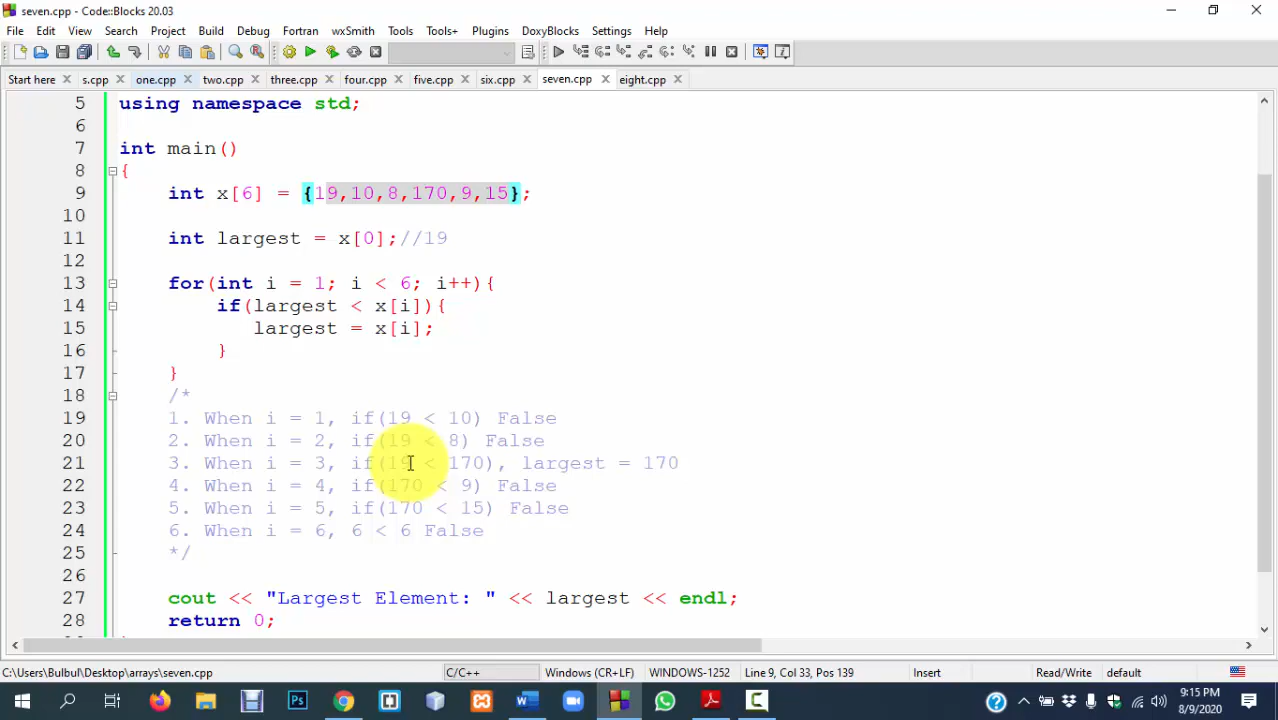 seven.cpp - Code::Blocks 20.03
File Edit View Search Project Build Debug Fortran wxSmith Tools Tools+ Plugins DoxyBlocks Settings Help
Start here s.cpp one.cpp two.cpp three.cpp four.cpp five.cpp six.cpp seven.cpp eight.cpp
5 using namespace std;
6
7 int main()
8 {
9 int x[6] = {19,10,8,170,9,15};
10
11 int largest = x[0];//19
12
13 for(int i = 1; i < 6; i++){
14 if(largest < x[i]){
15 largest = x[i];
16 }
17 }
18 /*
19 1. When i = 1, if(19 < 10) False
20 2. When i = 2, if(19 < 8) False
21 3. When i = 3, if(19 < 170), largest = 170
22 4. When i = 4, if(170 < 9) False
23 5. When i = 5, if(170 < 15) False
24 6. When i = 6, 6 < 6 False
25 */
26
27 cout << "Largest Element: " << largest << endl;
28 return 0;
C:\Users\Bulbul\Desktop\arrays\seven.cpp C/C++ Windows (CR+LF) WINDOWS-1252 Line 9, Col 33, Pos 139 Insert Read/Write default
9:15 PM
8/9/2020